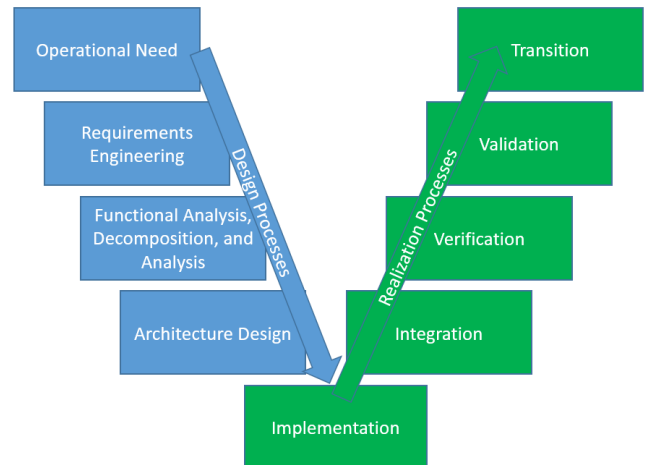 Operational Need
Requirements
Engineering
Functional Analysis,
Decomposition, and
Analysis
Architecture Design
Design Processes
Implementation
Realization Processes
Integration
Verification
Validation
Transition